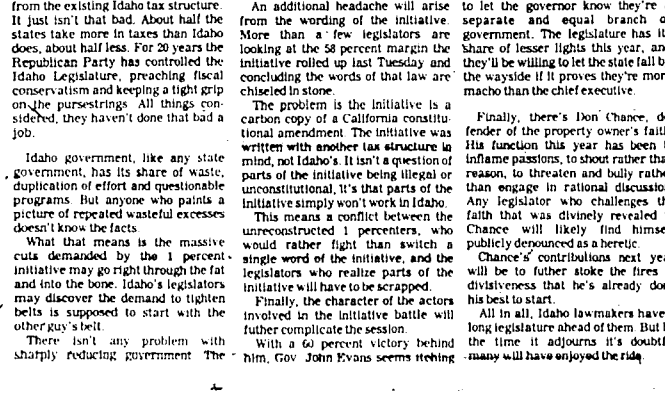 from the existing Idaho tax structure.
It just isn't that bad. About half the
states take more in taxes than Idaho
does, about half less. For 20 years the
Republican Party has controlled the
Idaho Legislature, preaching fiscal
conservatism and keeping a tight grip
on the pursestrings. All things con-
sidered, they haven't done that bad a
job.
Idaho government, like any state
government, has its share of waste,
duplication of effort and questionable
programs. But anyone who paints a
picture of repeated wasteful excesses
doesn't know the facts.
What that means is the massive
cuts demanded by the 1 percent
initiative may go right through the fat
and into the bone. Idaho's legislators
may discover the demand to tighten
belts is supposed to start with the
other guy's belt.
There isn't any problem with
sharply reducing government. The
An additional headache will arise
from the wording of the initiative.
More than a few legislators are
looking at the 58 percent margin the
initiative rolled up last Tuesday and
concluding the words of that law are
chiseled in stone.
The problem is the initiative is a
carbon copy of a California constitu-
tional amendment. The initiative was
written with another tax structure in
mind, not Idaho's. It isn't a question of
parts of the initiative being illegal or
unconstitutional, it's that parts of the
initiative simply won't work in Idaho.
This means a conflict between the
unreconstructed 1 percenters, who
would rather fight than switch a
single word of the initiative, and the
legislators who realize parts of the
initiative will have to be scrapped.
Finally, the character of the actors
involved in the initiative battle will
futher complicate the session.
With a 60 percent victory behind
him, Gov. John Evans seems itching
to let the governor know they're
separate and equal branch o
government. The legislature has it
share of lesser lights this year, an
they'll be willing to let the state fall b
the wayside if it proves they're mor
macho than the chief executive.
Finally, there's Don Chance, d
fender of the property owner's fait
His function this year has been
inflame passions, to shout rather tha
reason, to threaten and bully rathe
than engage in rational discussio
Any legislator who challenges th
faith that was divinely revealed
Chance will likely find himse
publicly denounced as a heretic.
Chance's contributions next yea
will be to futher stoke the fires
divisiveness that he's already do
his best to start.
All in all, Idaho lawmakers have
long legislature ahead of them. But
the time it adjourns it's doubtf
many will have enjoyed the ride.